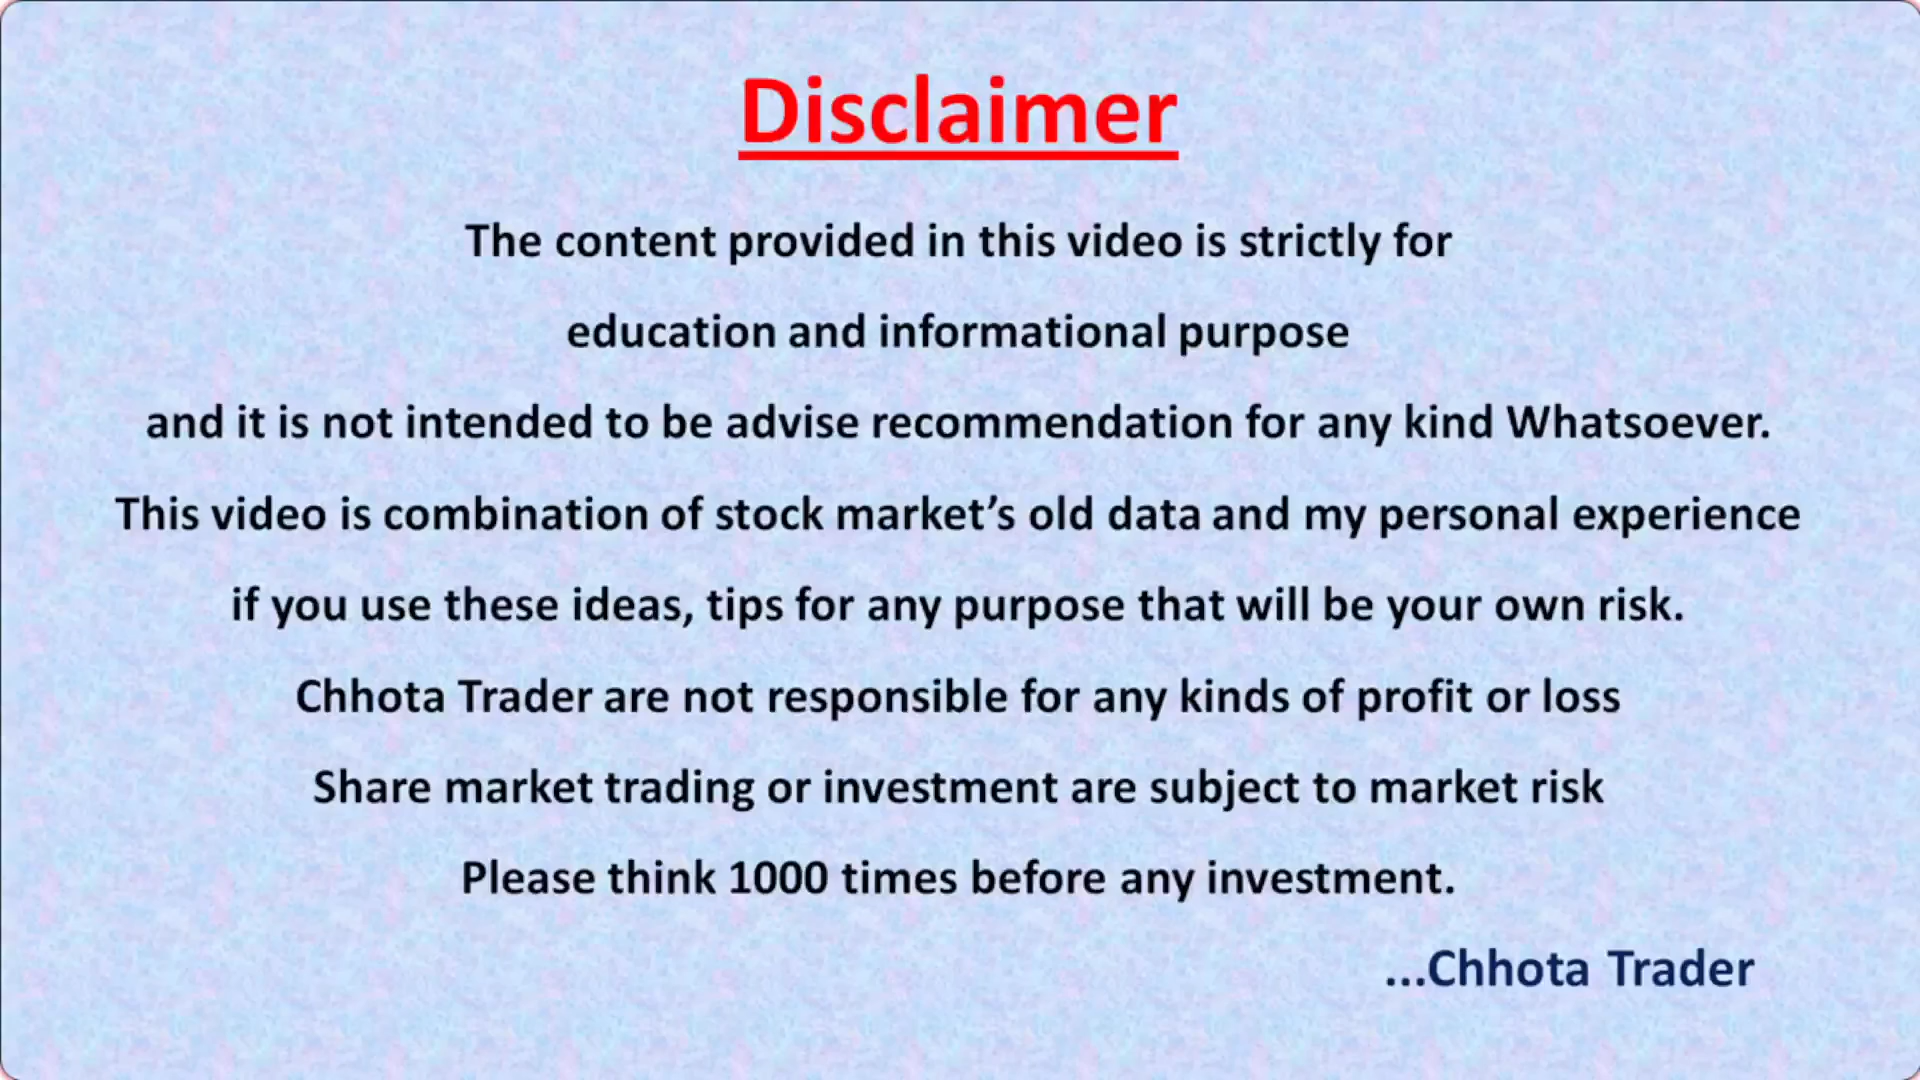 Disclaimer
The content provided in this video is strictly for
education and informational purpose
and it is not intended to be advise recommendation for any kind Whatsoever.
This video is combination of stock market’s old data and my personal experience
if you use these ideas, tips for any purpose that will be your own risk.
Chhota Trader are not responsible for any kinds of profit or loss
Share market trading or investment are subject to market risk
Please think 1000 times before any investment.
...Chhota Trader